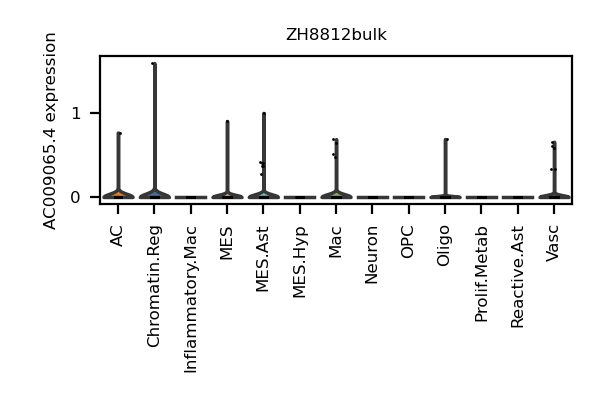 ZH8812bulk
AC009065.4 expression
1
0
AC
Chromatin.Reg
Inflammatory.Mac
MES
MES.Ast
MES.Hyp
Mac
Neuron
OPC
Oligo
Prolif.Metab
Reactive.Ast
Vasc